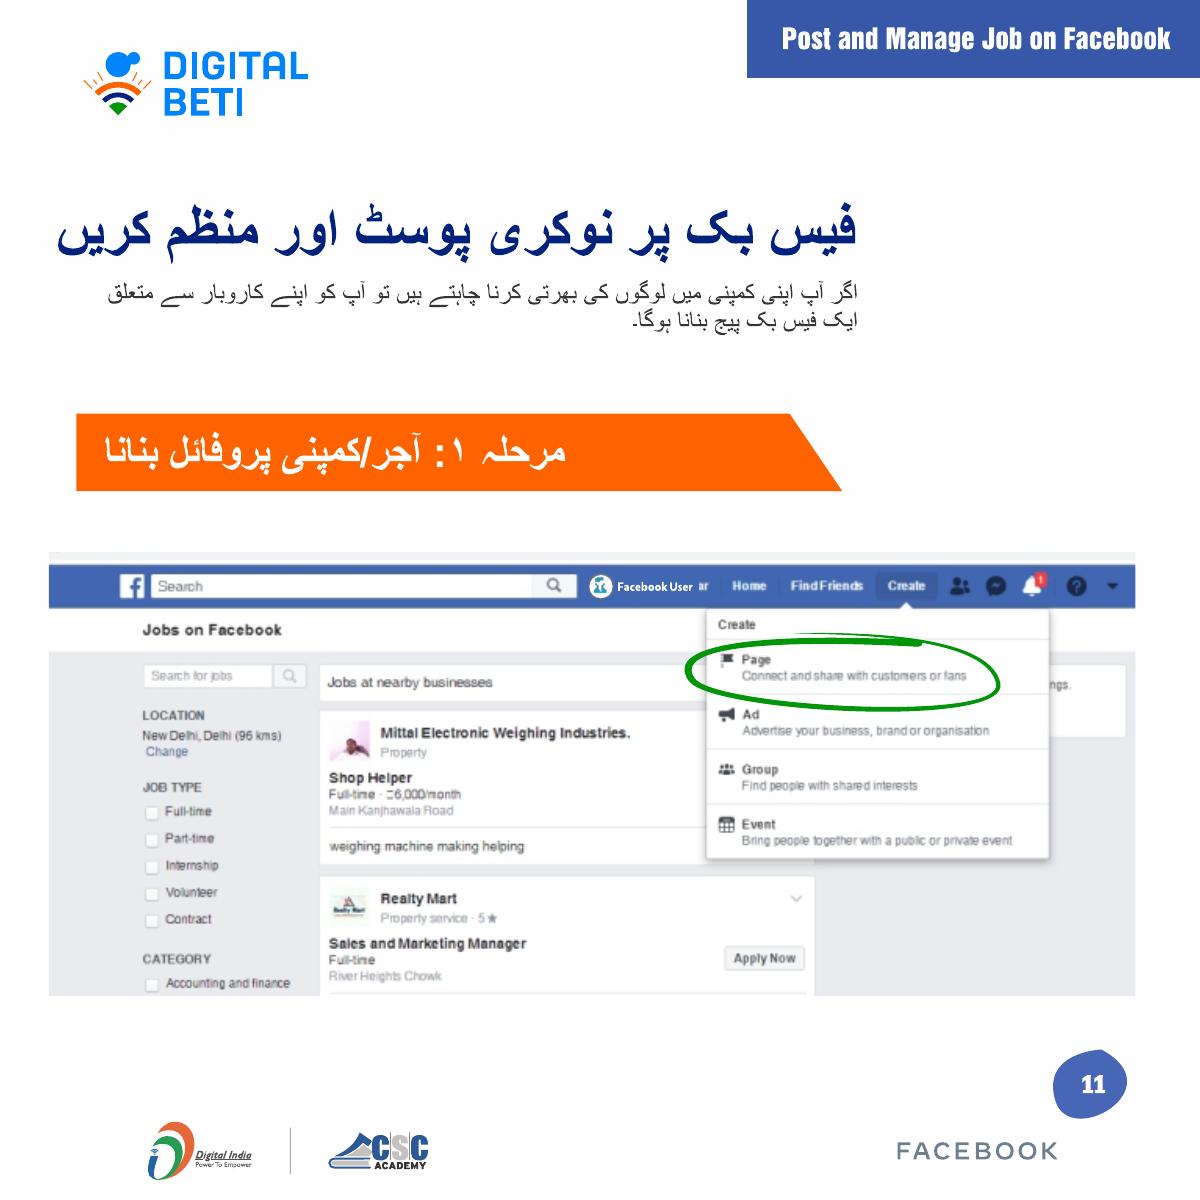 Post and Manage Job on Facebook
DIGITAL
BETI
فیس بک پر نوکری پوسٹ اور منظم کریں
اگر آپ اپنی کمپنی میں لوگوں کی بھرتی کرنا چاہتے ہیں تو آپ کو اپنے کاروبار سے متعلق
ایک فیس بک پیج بنانا ہوگا۔
مرحلہ ۱: آجر/کمپنی پروفائل بنانا
Search
Facebook User ar Home Find Friends Create 1
Jobs on Facebook
Create
Page
Connect and share with customers or fans
Ad
Advertise your business, brand or organisation
Group
Find people with shared interests
Event
Bring people together with a public or private event
ngs.
Search for jobs
LOCATION
New Delhi, Delhi (96 kms)
Change
JOB TYPE
Full-time
Part-time
Internship
Volunteer
Contract
CATEGORY
Accounting and finance
Jobs at nearby businesses
Mittal Electronic Weighing Industries.
Property
Shop Helper
Full-time · 6,000/month
Main Kanjhawala Road
weighing machine making helping
Realty Mart
Realty Mart
Property service · 5★
Sales and Marketing Manager
Full-time
River Heights Chowk
Apply Now
11
Digital India
Power To Empower
CSC
ACADEMY
FACEBOOK